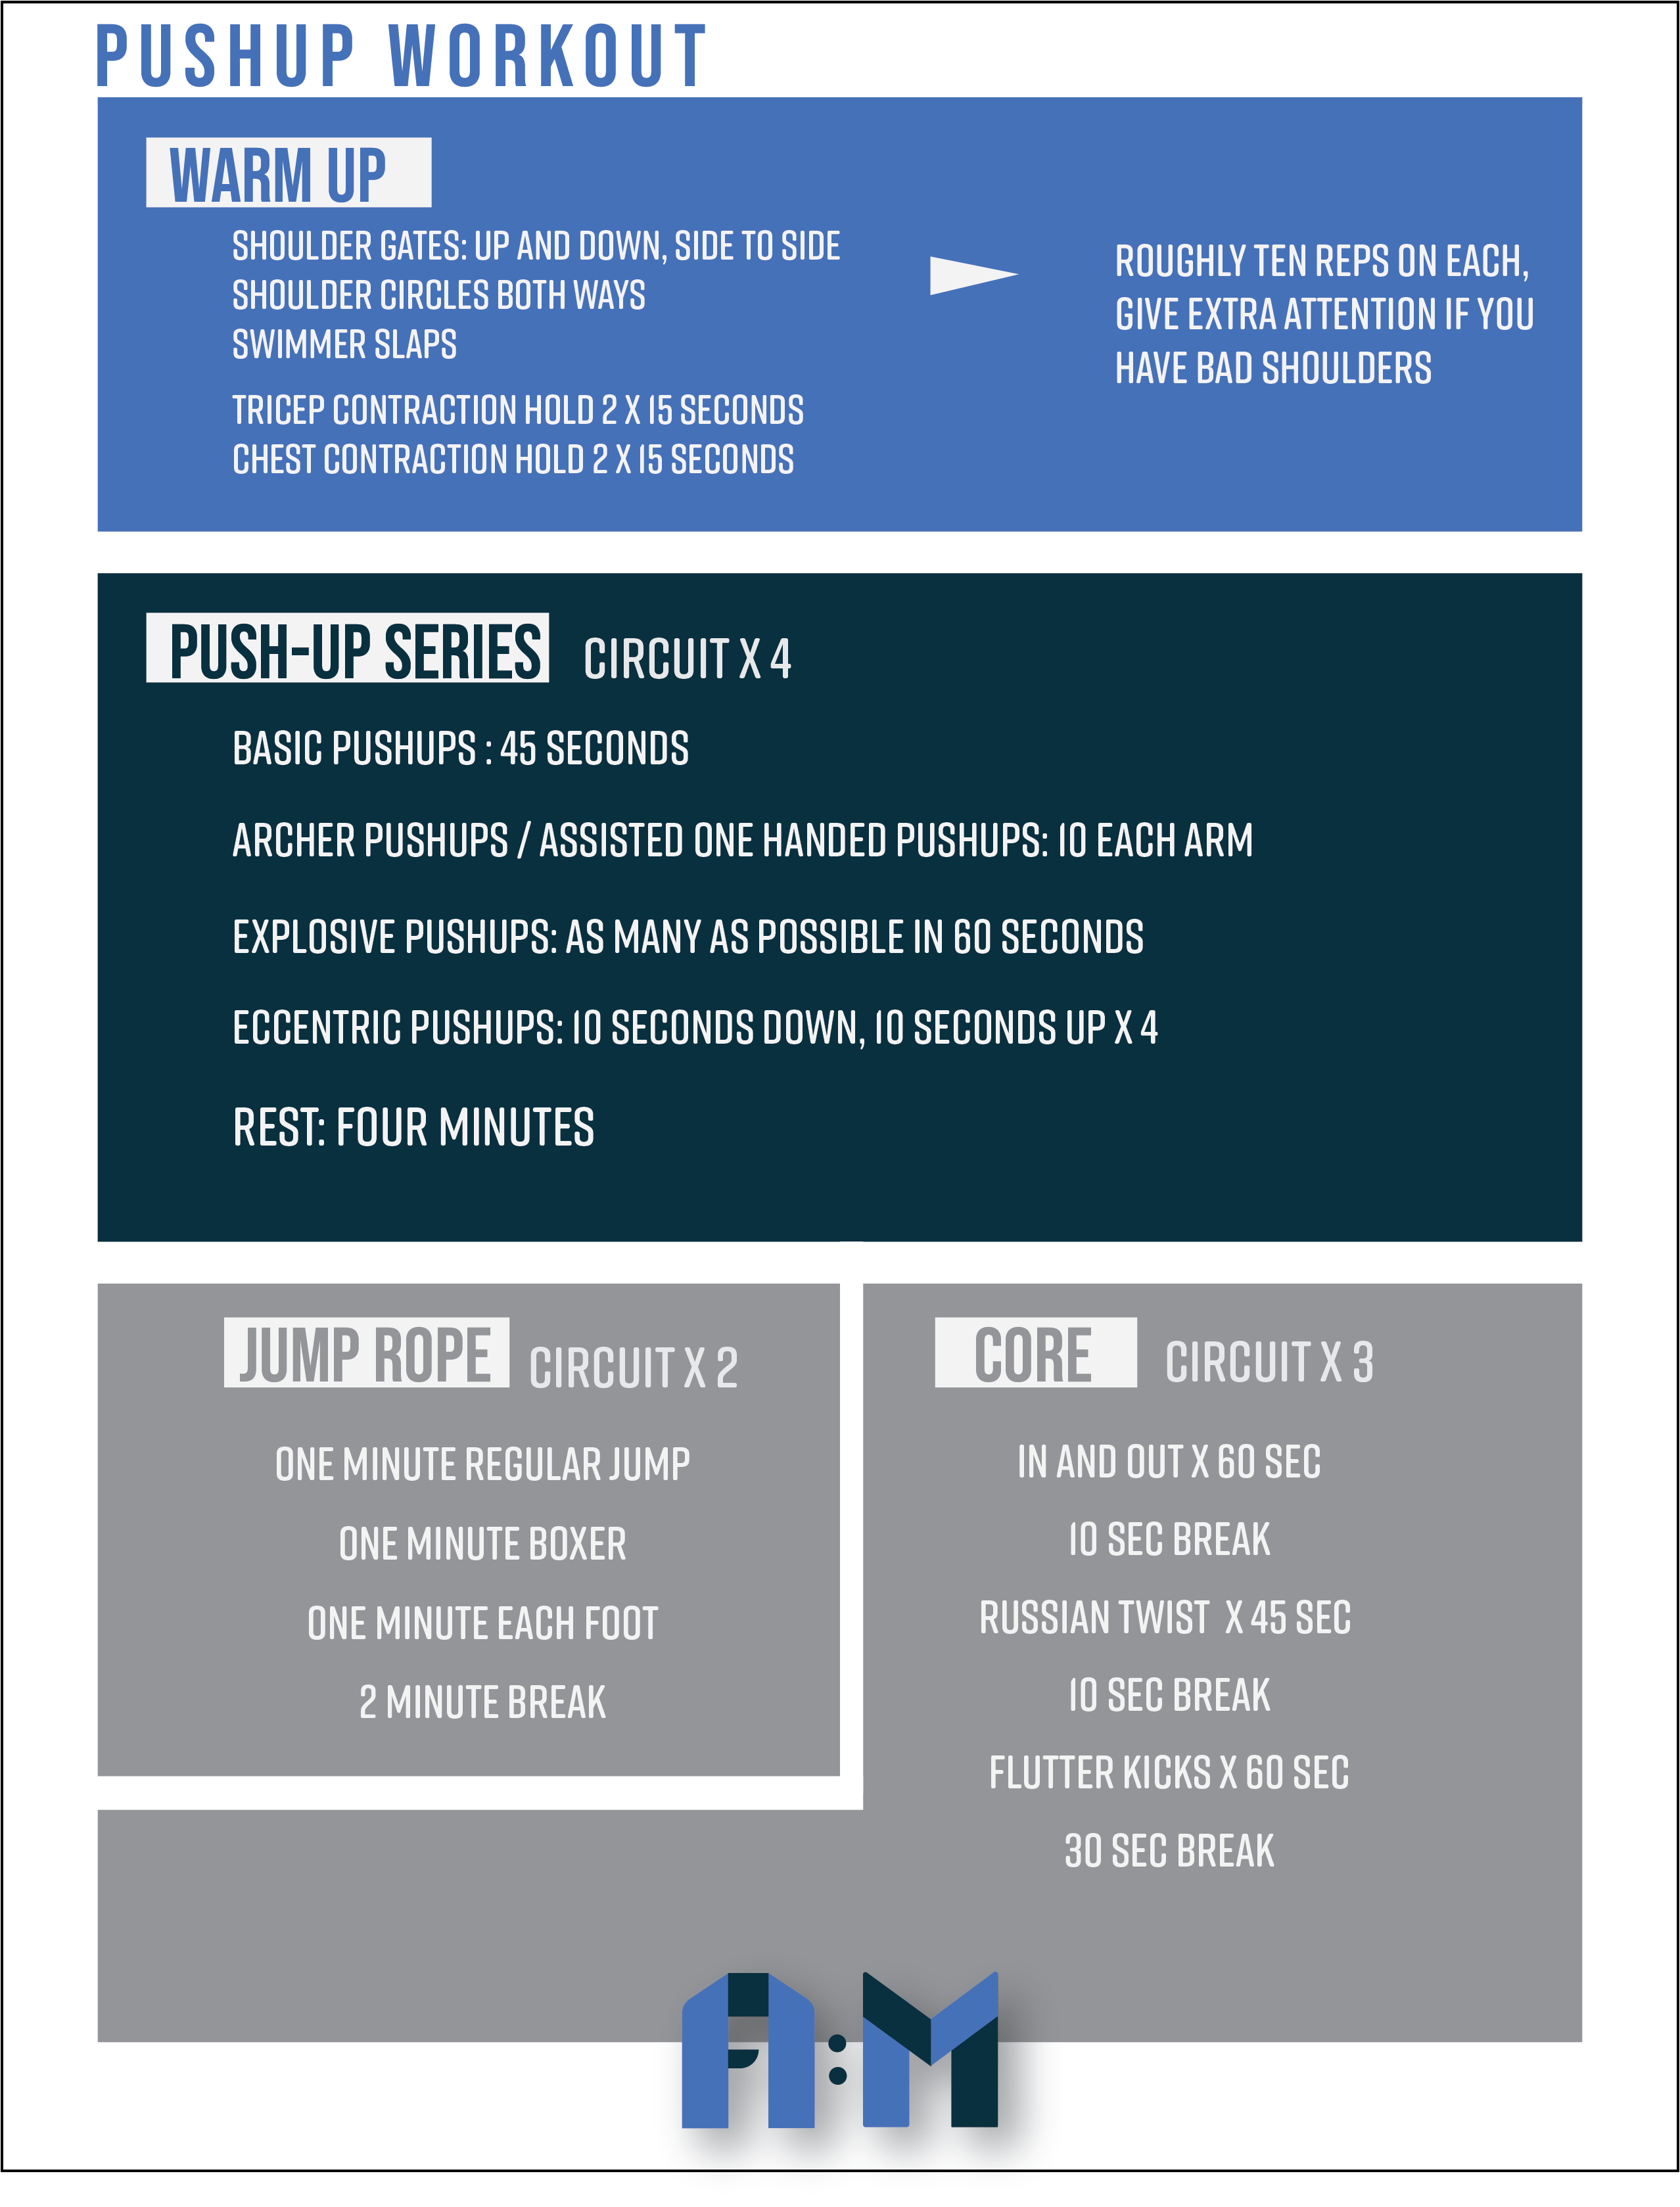 PUSHUP WORKOUT
WARM UP
SHOULDER GATES: UP AND DOWN, SIDE TO SIDE
SHOULDER CIRCLES BOTH WAYS
SWIMMER SLAPS
TRICEP CONTRACTION HOLD 2 X 15 SECONDS
CHEST CONTRACTION HOLD 2 X 15 SECONDS
ROUGHLY TEN REPS ON EACH,
GIVE EXTRA ATTENTION IF YOU
HAVE BAD SHOULDERS
PUSH-UP SERIES CIRCUIT X 4
BASIC PUSHUPS : 45 SECONDS
ARCHER PUSHUPS / ASSISTED ONE HANDED PUSHUPS: 10 EACH ARM
EXPLOSIVE PUSHUPS: AS MANY AS POSSIBLE IN 60 SECONDS
ECCENTRIC PUSHUPS: 10 SECONDS DOWN, 10 SECONDS UP X 4
REST: FOUR MINUTES
JUMP ROPE CIRCUIT X 2
ONE MINUTE REGULAR JUMP
ONE MINUTE BOXER
ONE MINUTE EACH FOOT
2 MINUTE BREAK
CORE CIRCUIT X 3
IN AND OUT X 60 SEC
10 SEC BREAK
RUSSIAN TWIST X 45 SEC
10 SEC BREAK
FLUTTER KICKS X 60 SEC
30 SEC BREAK
A:M